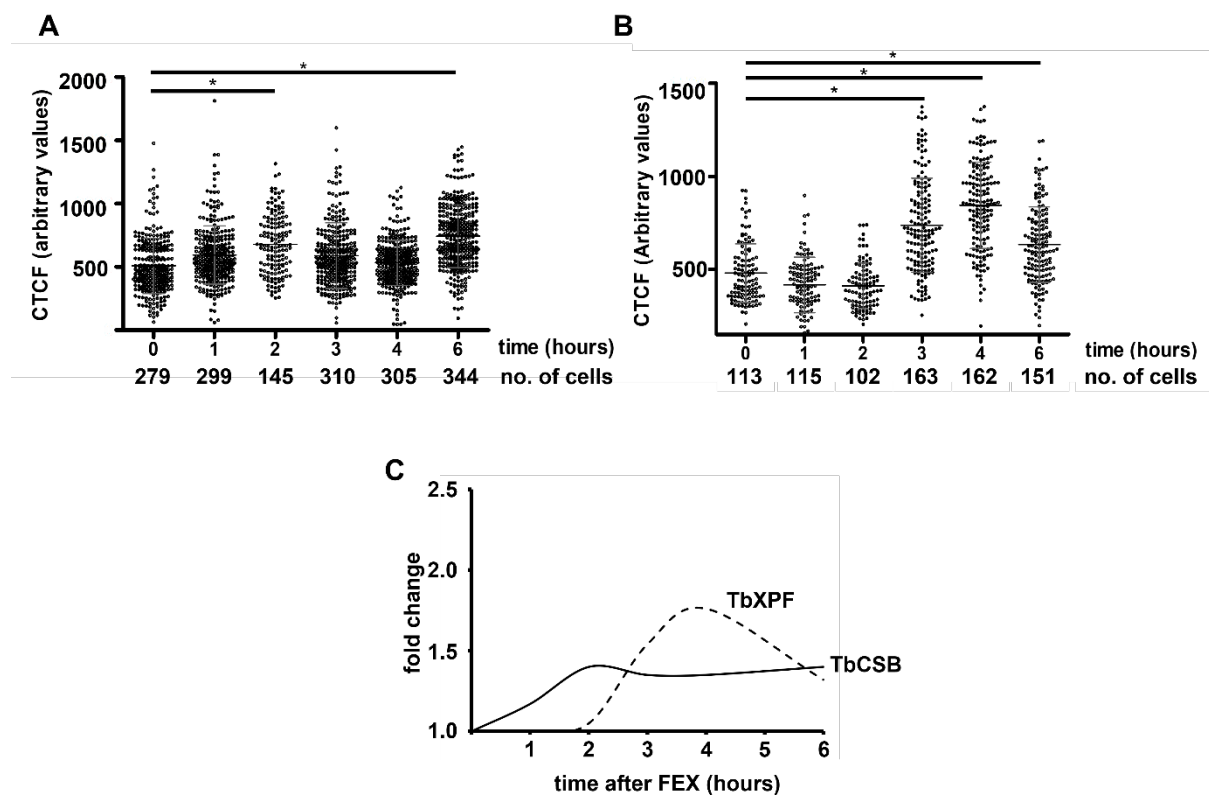 A
CTCF (arbitrary values)
2000
1500
1000
500
*
*
0 1 2 3 4 6 time (hours)
279 299 145 310 305 344 no. of cells
B
CTCF (Arbitrary values)
1500
1000
500
*
*
*
0 1 2 3 4 6 time (hours)
113 115 102 163 162 151 no. of cells
C
fold change
2.5
2.0
1.5
1.0
TbXPF
TbCSB
1 2 3 4 5 6
time after FEX (hours)